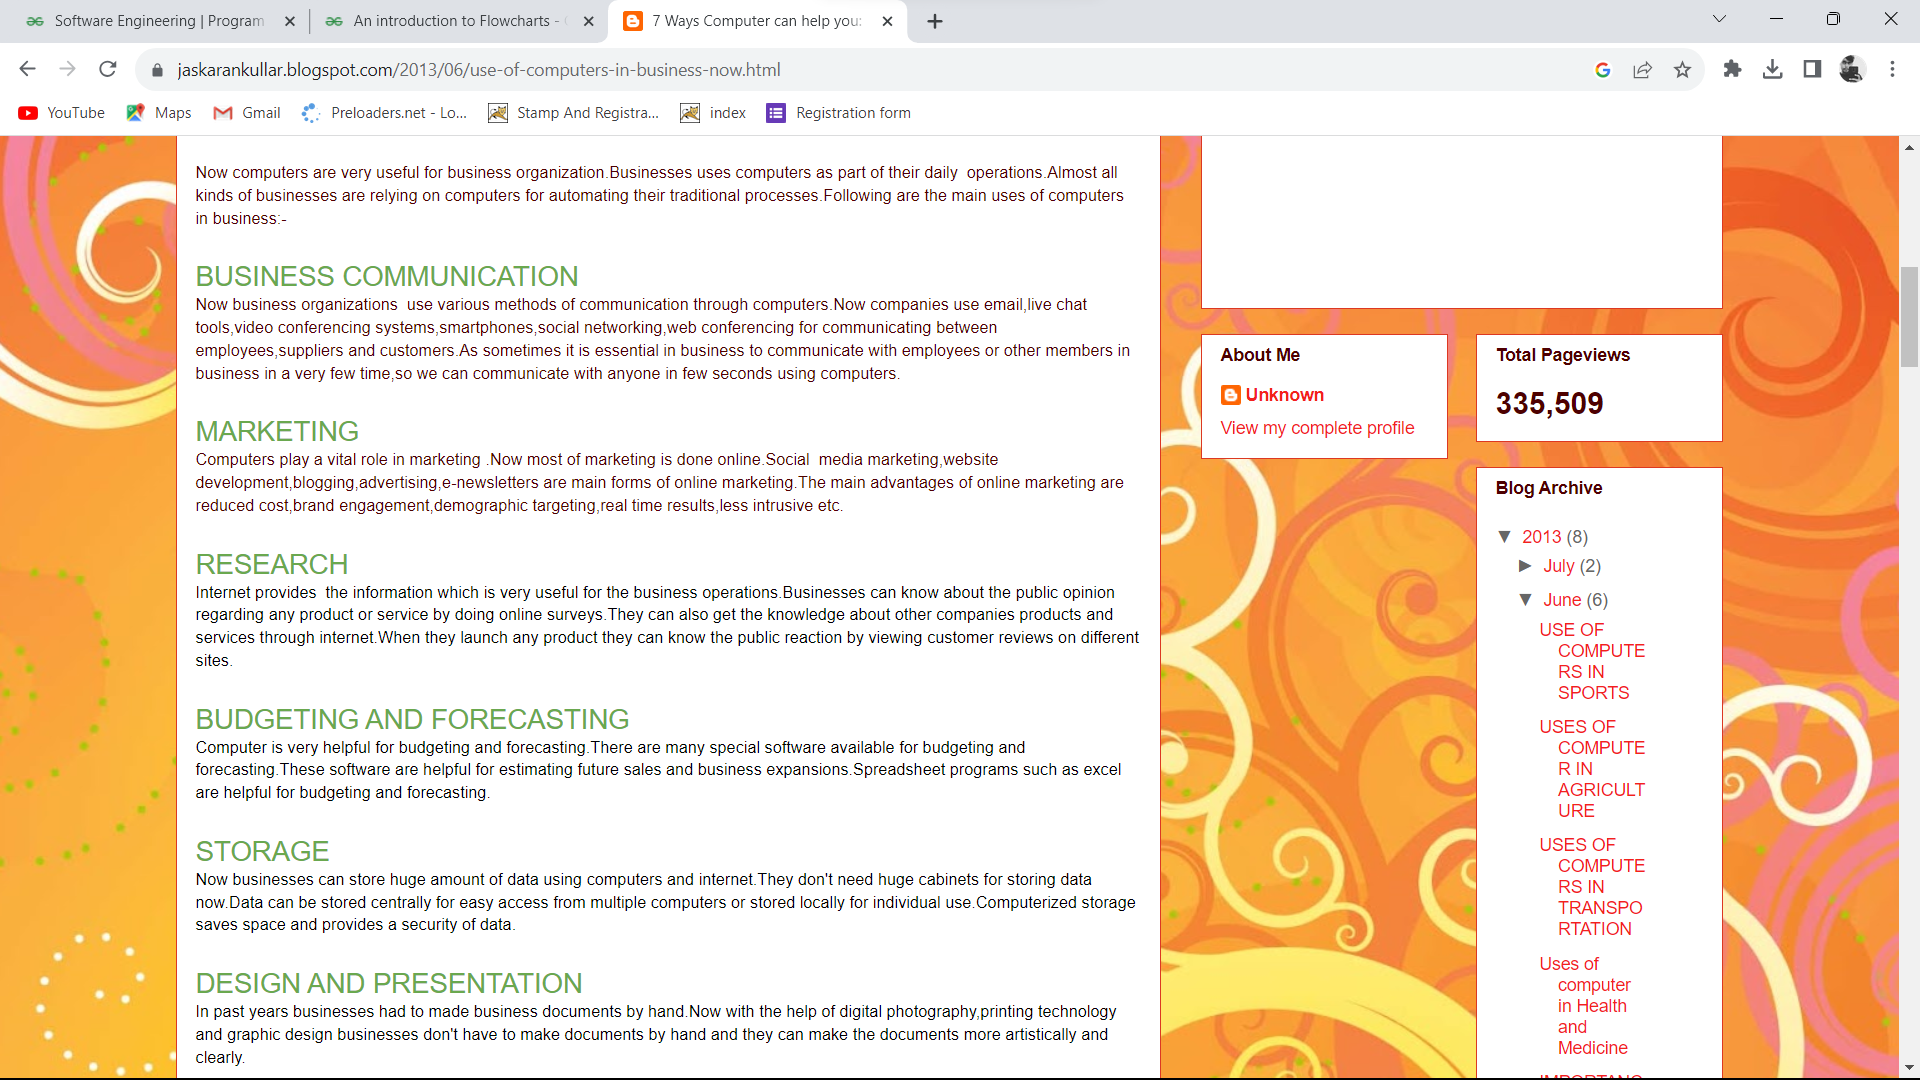 Software Engineering | Program
An introduction to Flowcharts -
7 Ways Computer can help you:
jaskarankullar.blogspot.com/2013/06/use-of-computers-in-business-now.html
YouTube
Maps
Gmail
Preloaders.net - Lo...
Stamp And Registra...
index
Registration form
Now computers are very useful for business organization.Businesses uses computers as part of their daily  operations.Almost all
kinds of businesses are relying on computers for automating their traditional processes.Following are the main uses of computers
in business:-
BUSINESS COMMUNICATION
Now business organizations  use various methods of communication through computers.Now companies use email,live chat
tools,video conferencing systems,smartphones,social networking,web conferencing for communicating between
employees,suppliers and customers.As sometimes it is essential in business to communicate with employees or other members in
business in a very few time,so we can communicate with anyone in few seconds using computers.
MARKETING
Computers play a vital role in marketing .Now most of marketing is done online.Social  media marketing,website
development,blogging,advertising,e-newsletters are main forms of online marketing.The main advantages of online marketing are
reduced cost,brand engagement,demographic targeting,real time results,less intrusive etc.
RESEARCH
Internet provides  the information which is very useful for the business operations.Businesses can know about the public opinion
regarding any product or service by doing online surveys.They can also get the knowledge about other companies products and
services through internet.When they launch any product they can know the public reaction by viewing customer reviews on different
sites.
BUDGETING AND FORECASTING
Computer is very helpful for budgeting and forecasting.There are many special software available for budgeting and
forecasting.These software are helpful for estimating future sales and business expansions.Spreadsheet programs such as excel
are helpful for budgeting and forecasting.
STORAGE
Now businesses can store huge amount of data using computers and internet.They don't need huge cabinets for storing data
now.Data can be stored centrally for easy access from multiple computers or stored locally for individual use.Computerized storage
saves space and provides a security of data.
DESIGN AND PRESENTATION
In past years businesses had to made business documents by hand.Now with the help of digital photography,printing technology
and graphic design businesses don't have to make documents by hand and they can make the documents more artistically and
clearly.
About Me
Unknown
View my complete profile
Total Pageviews
335,509
Blog Archive
▼ 2013 (8)
► July (2)
▼ June (6)
USE OF
COMPUTE
RS IN
SPORTS
USES OF
COMPUTE
R IN
AGRICULT
URE
USES OF
COMPUTE
RS IN
TRANSPO
RTATION
Uses of
computer
in Health
and
Medicine